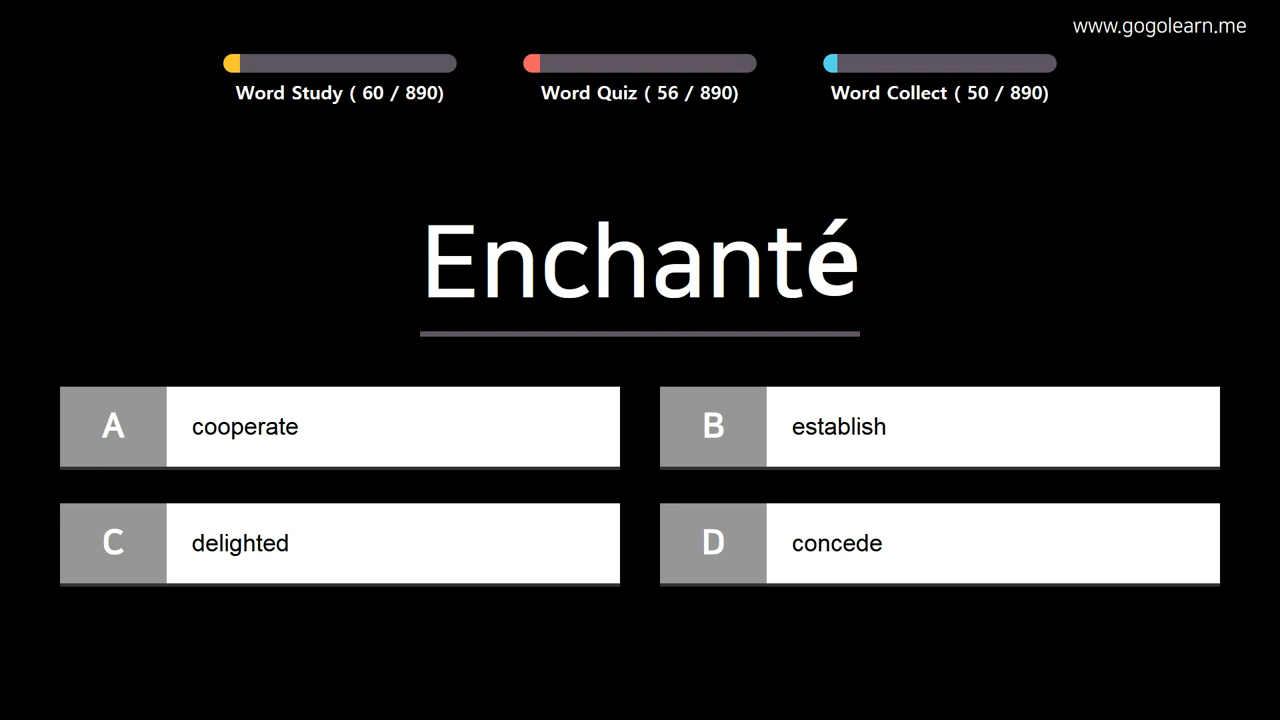 www.gogolearn.me
Word Study ( 60 / 890)
Word Quiz ( 56 / 890)
Word Collect ( 50 / 890)
Enchanté
A cooperate
B establish
C delighted
D concede